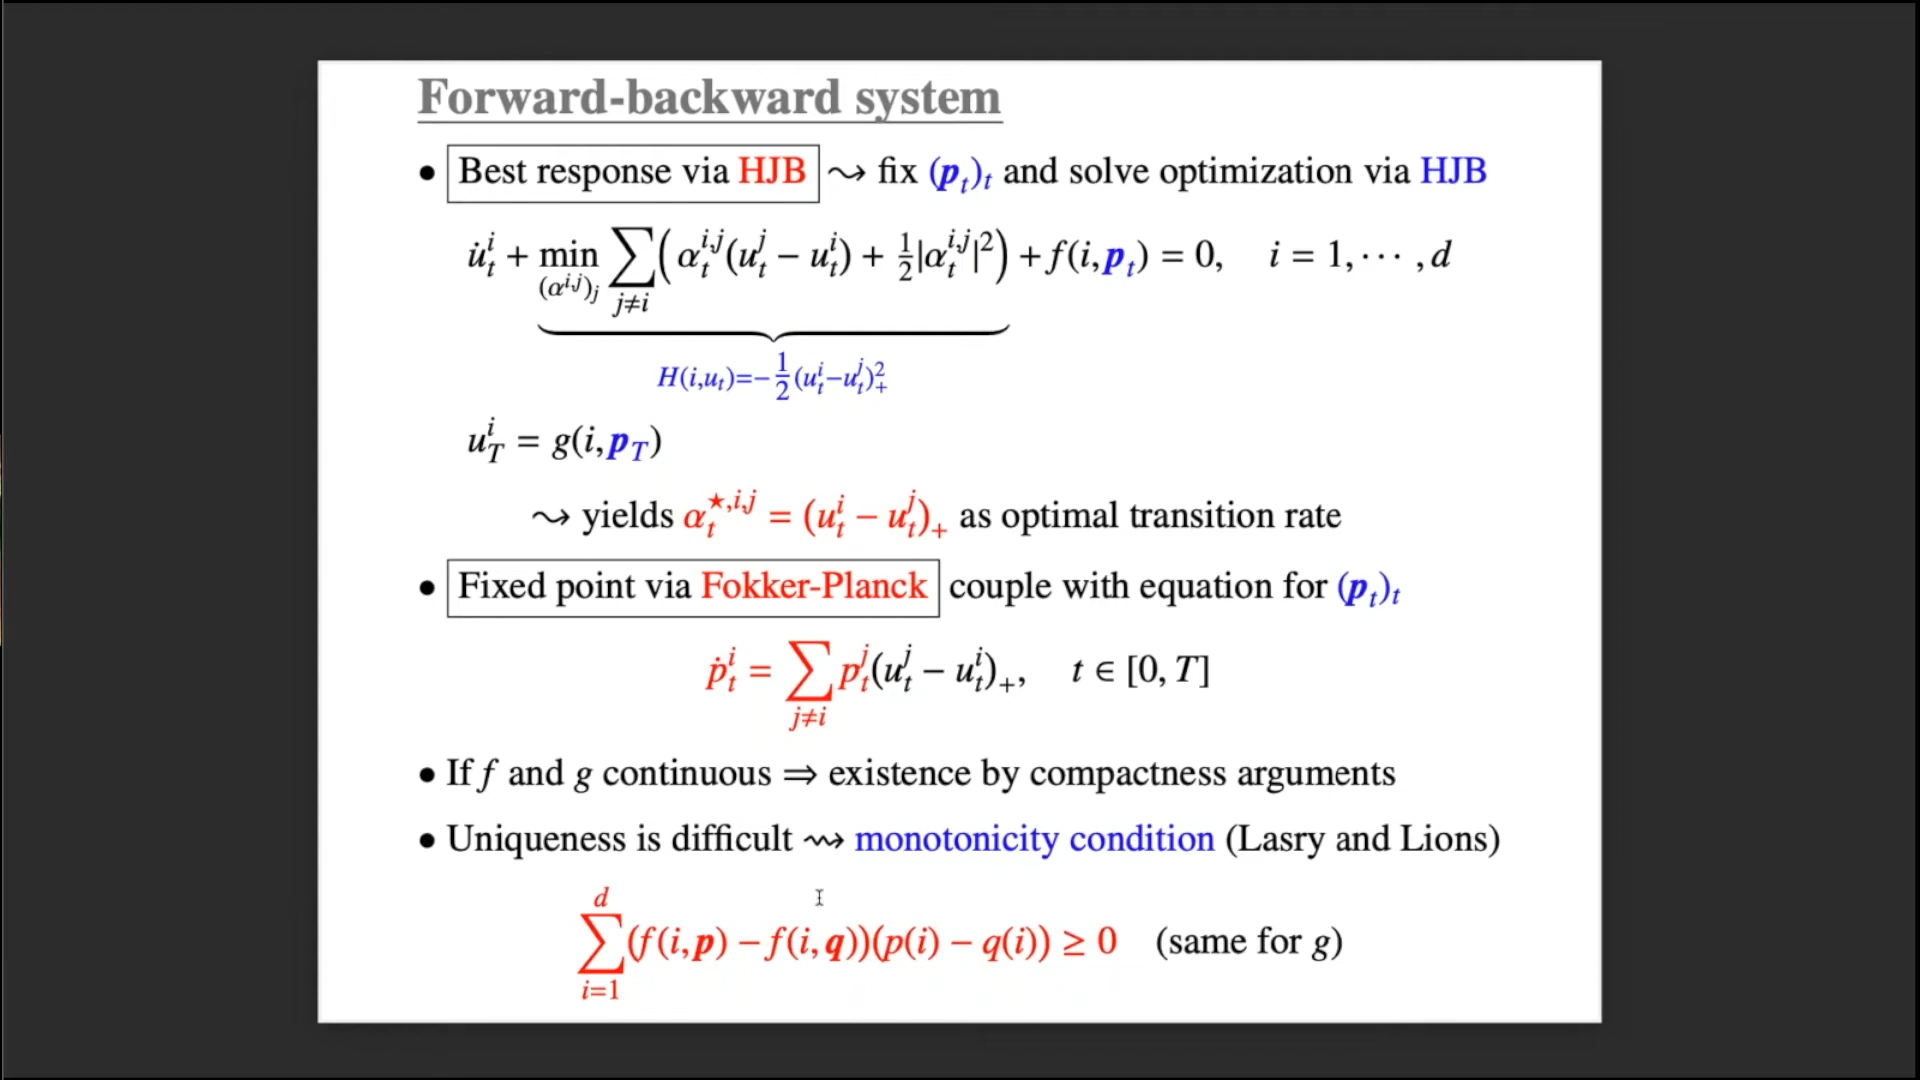 Forward-backward system
• Best response via HJB ⤳ fix (p_t)_t and solve optimization via HJB
u̇_t^i + min_{(α^{i,j})_j} ∑_{j≠i} ( α_t^{i,j}(u_t^j − u_t^i) + ½|α_t^{i,j}|² ) + f(i,p_t) = 0, i = 1,⋯,d
H(i,u_t)=−½(u_t^i−u_t^j)_+^2
u_T^i = g(i,p_T)
⤳ yields α_t^{★,i,j} = (u_t^i − u_t^j)_+ as optimal transition rate
• Fixed point via Fokker-Planck couple with equation for (p_t)_t
ṗ_t^i = ∑_{j≠i} p_t^j(u_t^j − u_t^i)_+, t ∈ [0, T]
• If f and g continuous ⇒ existence by compactness arguments
• Uniqueness is difficult ⇝ monotonicity condition (Lasry and Lions)
∑_{i=1}^d (f(i,p) − f(i,q))(p(i) − q(i)) ≥ 0 (same for g)